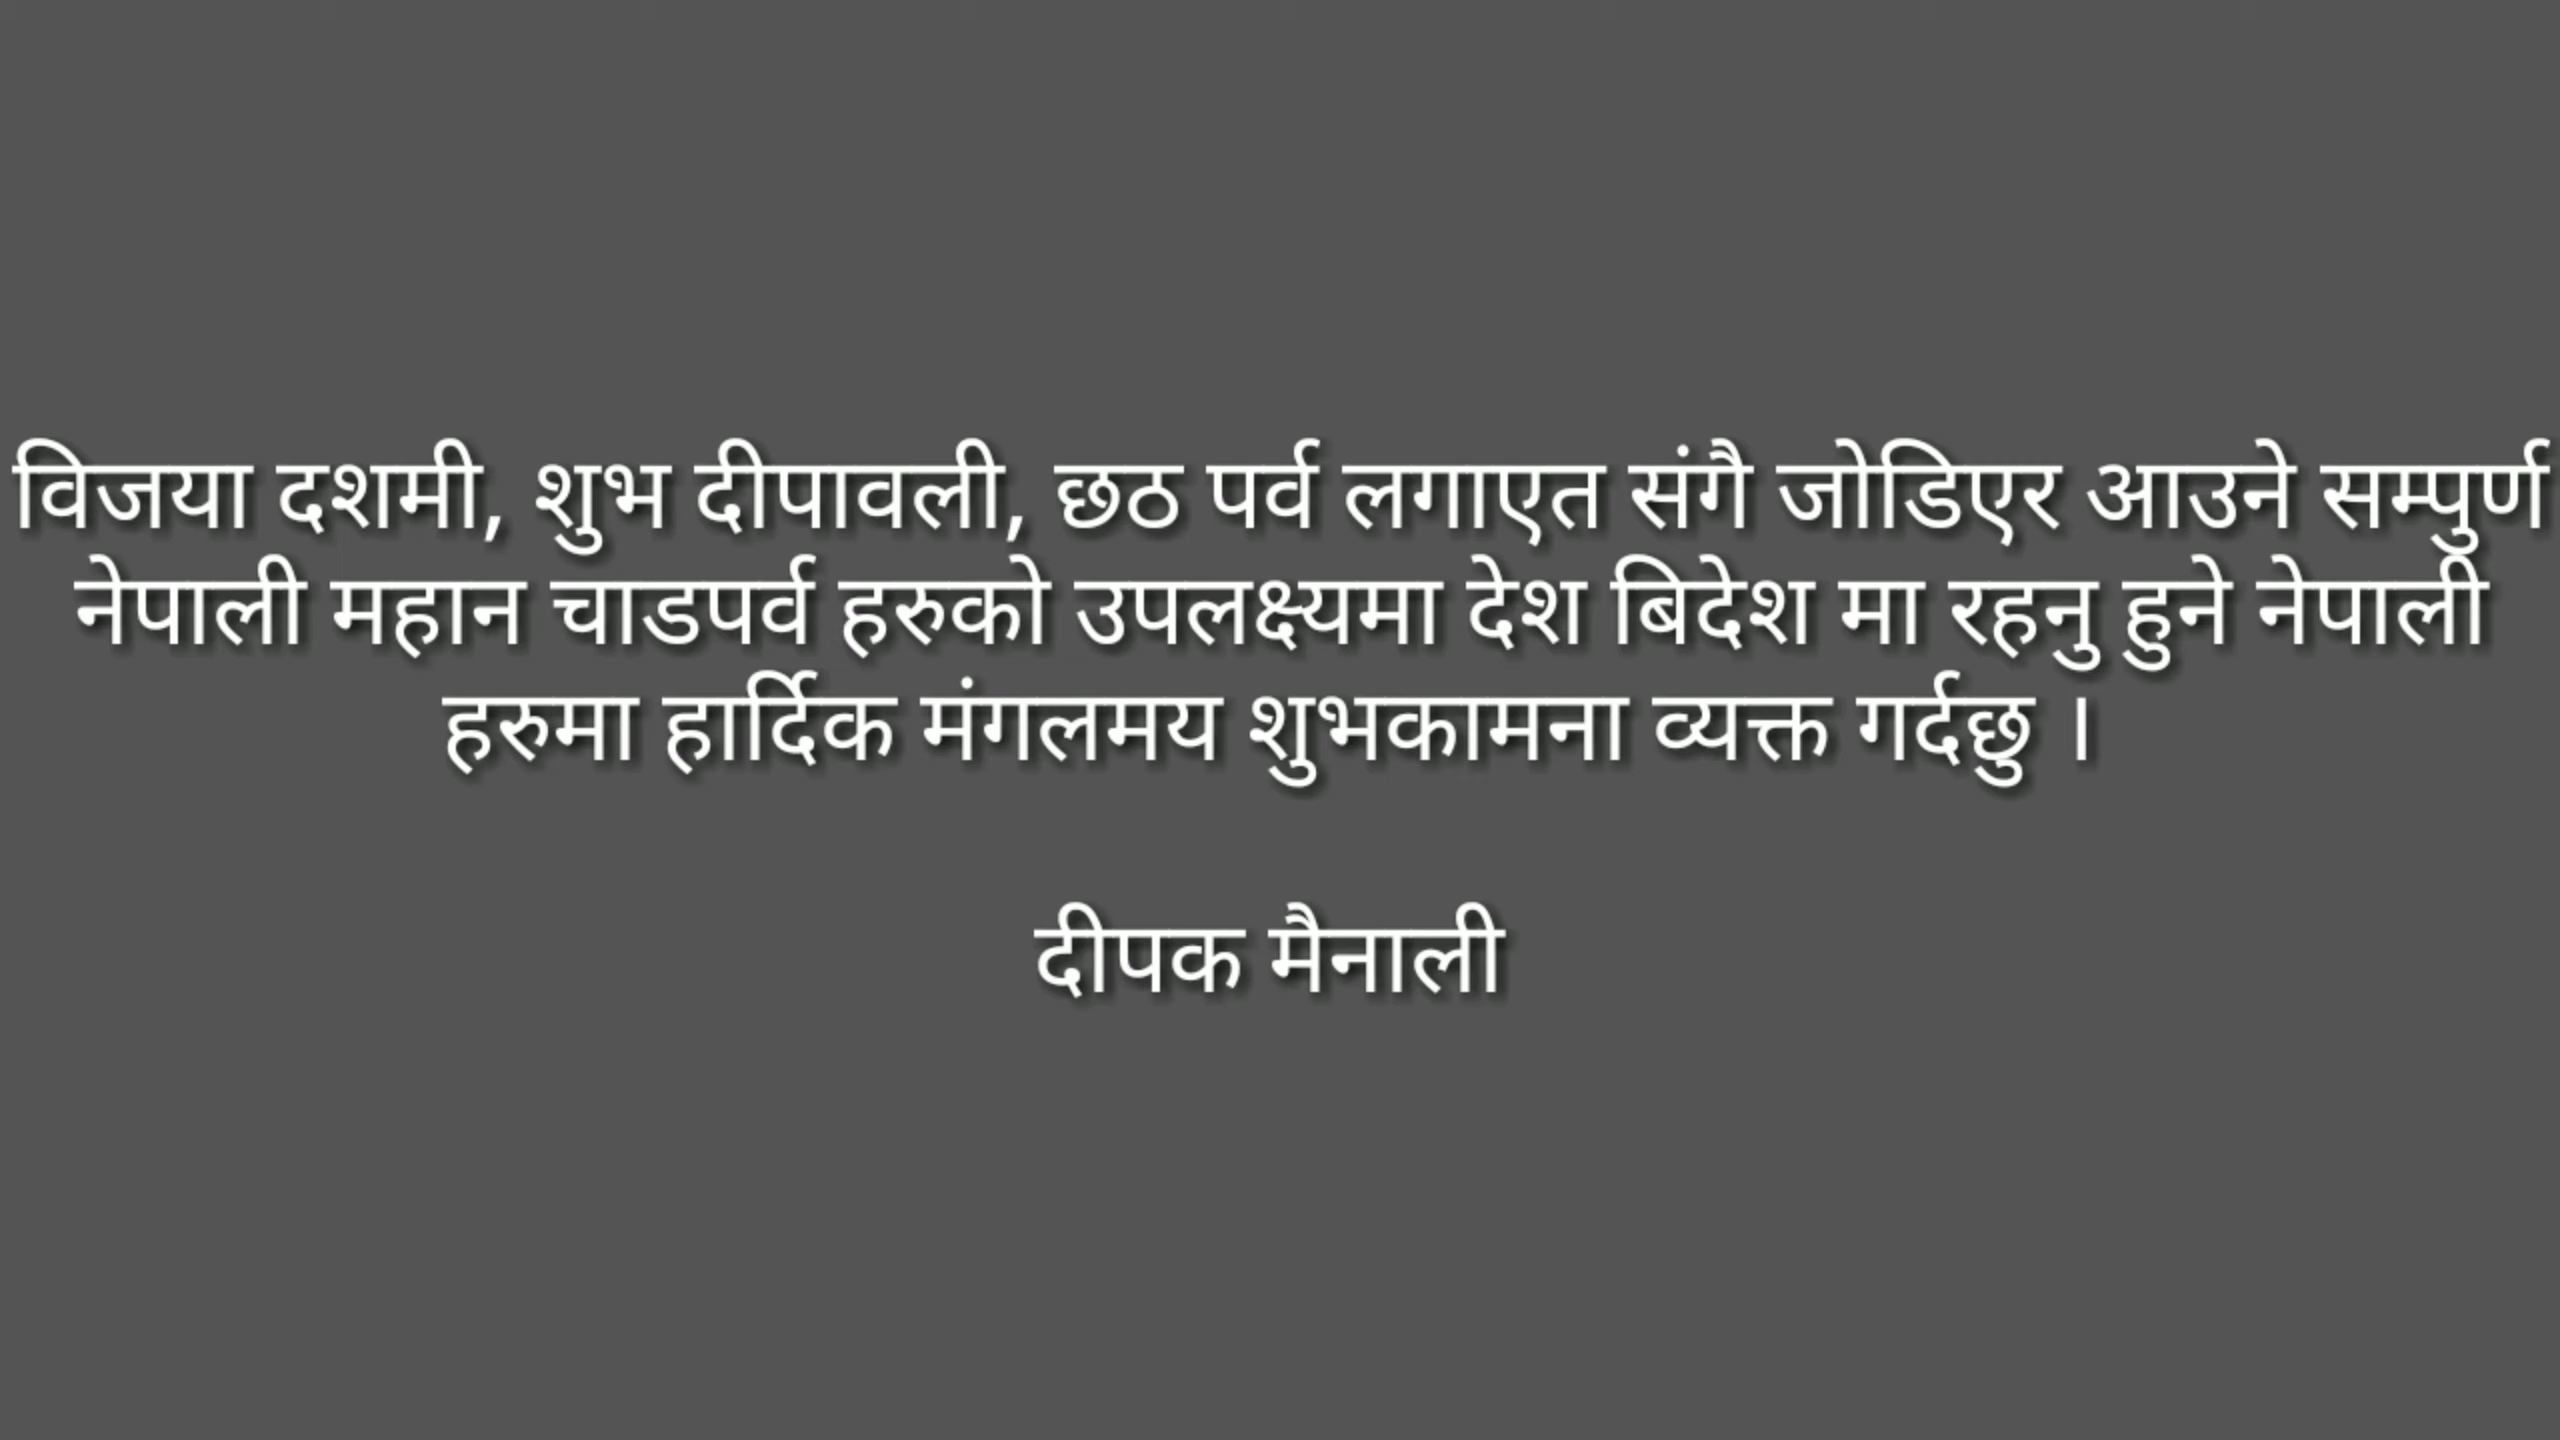 विजया दशमी, शुभ दीपावली, छठ पर्व लगाएत संगै जोडिएर आउने सम्पुर्ण
नेपाली महान चाडपर्व हरुको उपलक्ष्यमा देश बिदेश मा रहनु हुने नेपाली
हरुमा हार्दिक मंगलमय शुभकामना व्यक्त गर्दछु ।
दीपक मैनाली